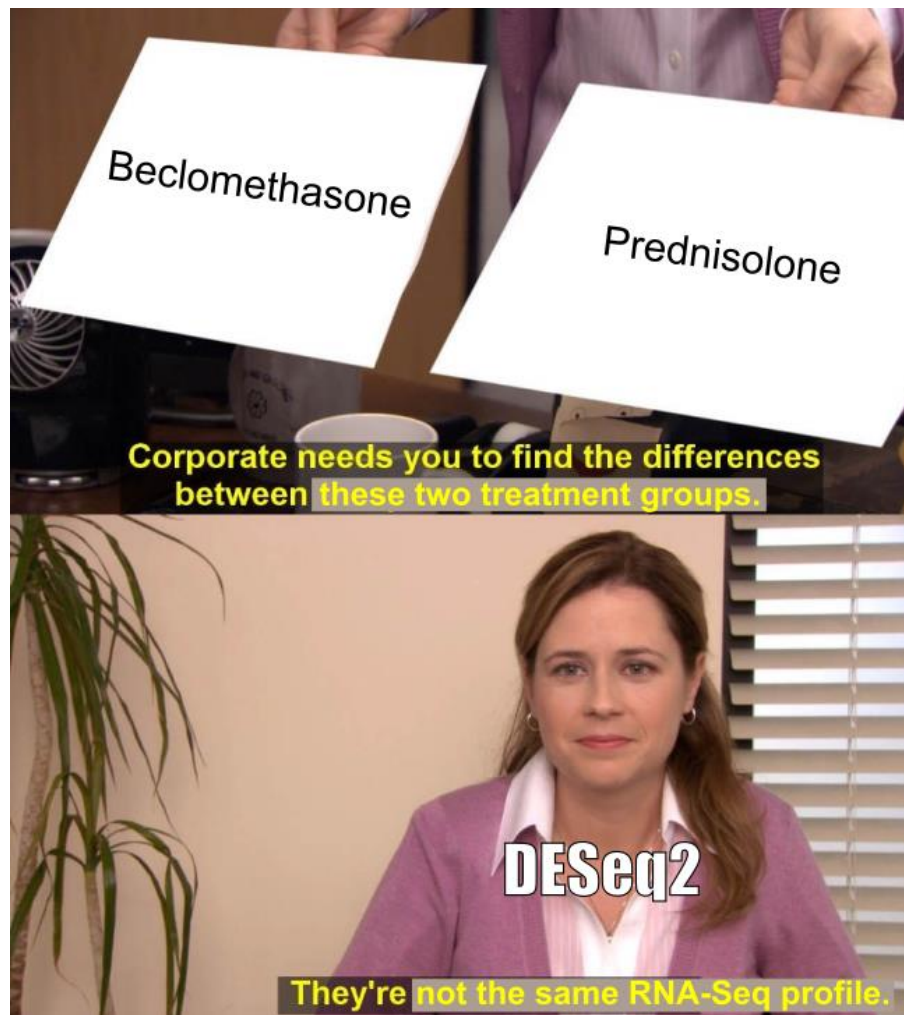 Beclomethasone
Prednisolone
Corporate needs you to find the differences
between these two treatment groups.
DESeq2
They're not the same RNA-Seq profile.